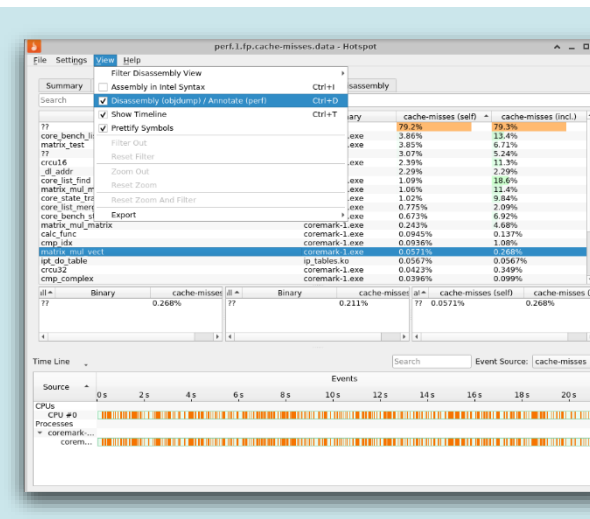 perf.1.fp.cache-misses.data - Hotspot
File Settings View Help
Filter Disassembly View
Summary Assembly in Intel Syntax Ctrl+I Disassembly
Search Disassembly (objdump) / Annotate (perf) Ctrl+D
Show Timeline Ctrl+T
Prettify Symbols
Filter Out
Reset Filter
Zoom Out
Reset Zoom
Reset Zoom And Filter
Export
cache-misses (self) cache-misses (incl.)
?? 79.2% 79.3%
3.86% 13.4%
matrix_test .exe 3.85% 6.71%
?? 3.07% 5.24%
crcu16 .exe 2.39% 11.3%
_dl_addr 2.29% 2.29%
core_list_find .exe 1.09% 18.6%
matrix_mul_m .exe 1.06% 11.4%
core_state_tra .exe 1.02% 9.84%
core_list_merg .exe 0.775% 2.09%
core_bench_st .exe 0.673% 6.92%
matrix_mul_matrix coremark-1.exe 0.243% 4.68%
calc_func coremark-1.exe 0.0945% 0.137%
cmp_idx coremark-1.exe 0.0936% 1.08%
matrix_mul_vect coremark-1.exe 0.0571% 0.268%
ipt_do_table ip_tables.ko 0.0567% 0.0567%
crcu32 coremark-1.exe 0.0423% 0.349%
cmp_complex coremark-1.exe 0.0396% 0.099%
Binary cache-misses Binary cache-misses cache-misses (self) cache-misses (
?? 0.268% ?? 0.211% ?? 0.0571% 0.268%
Time Line Search Event Source: cache-misses
Source Events
0 s 2 s 4 s 6 s 8 s 10 s 12 s 14 s 16 s 18 s 20 s
CPUs
CPU #0
Processes
coremark-...
corem...